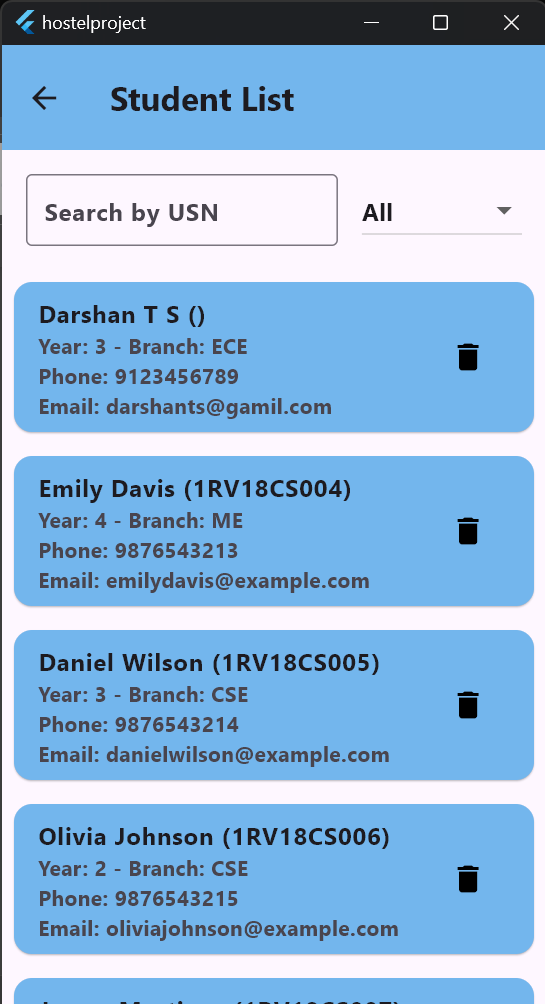 hostelproject
Student List
Search by USN
All
Darshan T S ()
Year: 3 - Branch: ECE
Phone: 9123456789
Email: darshants@gamil.com
Emily Davis (1RV18CS004)
Year: 4 - Branch: ME
Phone: 9876543213
Email: emilydavis@example.com
Daniel Wilson (1RV18CS005)
Year: 3 - Branch: CSE
Phone: 9876543214
Email: danielwilson@example.com
Olivia Johnson (1RV18CS006)
Year: 2 - Branch: CSE
Phone: 9876543215
Email: oliviajohnson@example.com